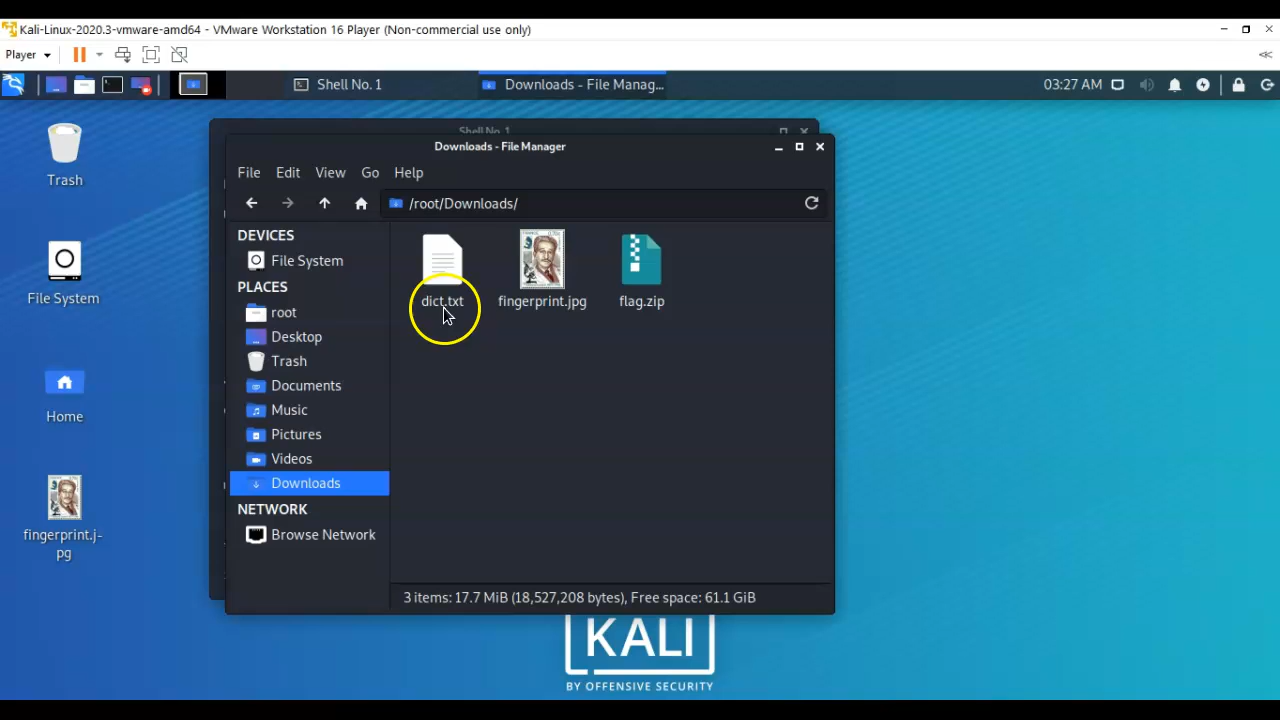 Kali-Linux-2020.3-vmware-amd64 - VMware Workstation 16 Player (Non-commercial use only)
Player
Shell No. 1
Downloads - File Manag...
03:27 AM
Trash
File System
Home
fingerprint.j-
pg
Shell No. 1
Downloads - File Manager
File Edit View Go Help
/root/Downloads/
DEVICES
File System
PLACES
root
Desktop
Trash
Documents
Music
Pictures
Videos
Downloads
NETWORK
Browse Network
dict.txt fingerprint.jpg flag.zip
3 items: 17.7 MiB (18,527,208 bytes), Free space: 61.1 GiB
KALI
BY OFFENSIVE SECURITY